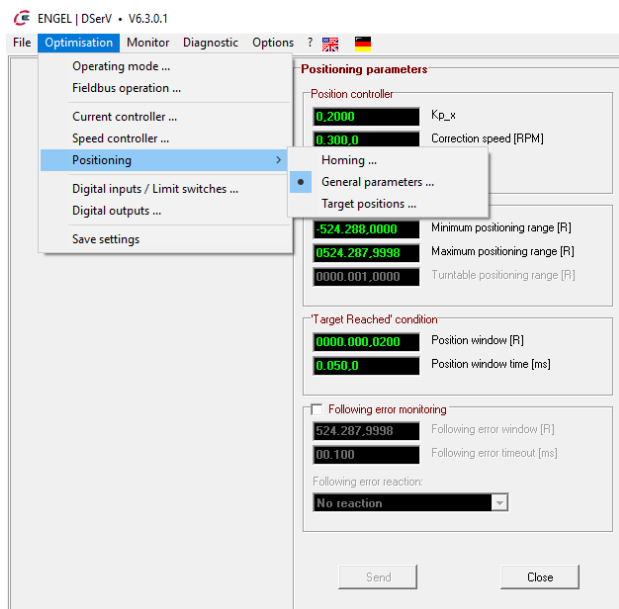 ENGEL | DSerV • V6.3.0.1
File Optimisation Monitor Diagnostic Options ?
Operating mode ...
Fieldbus operation ...
Current controller ...
Speed controller ...
Positioning >
Digital inputs / Limit switches ...
Digital outputs ...
Save settings
Homing ...
• General parameters ...
Target positions ...
Positioning parameters
Position controller
0,2000 Kp_x
0.300,0 Correction speed [RPM]
-524.288,0000 Minimum positioning range [R]
0524.287,9998 Maximum positioning range [R]
0000.001,0000 Turntable positioning range [R]
'Target Reached' condition
0000.000,0200 Position window [R]
0.050,0 Position window time [ms]
Following error monitoring
524.287,9998 Following error window [R]
00.100 Following error timeout [ms]
Following error reaction:
No reaction
Send Close